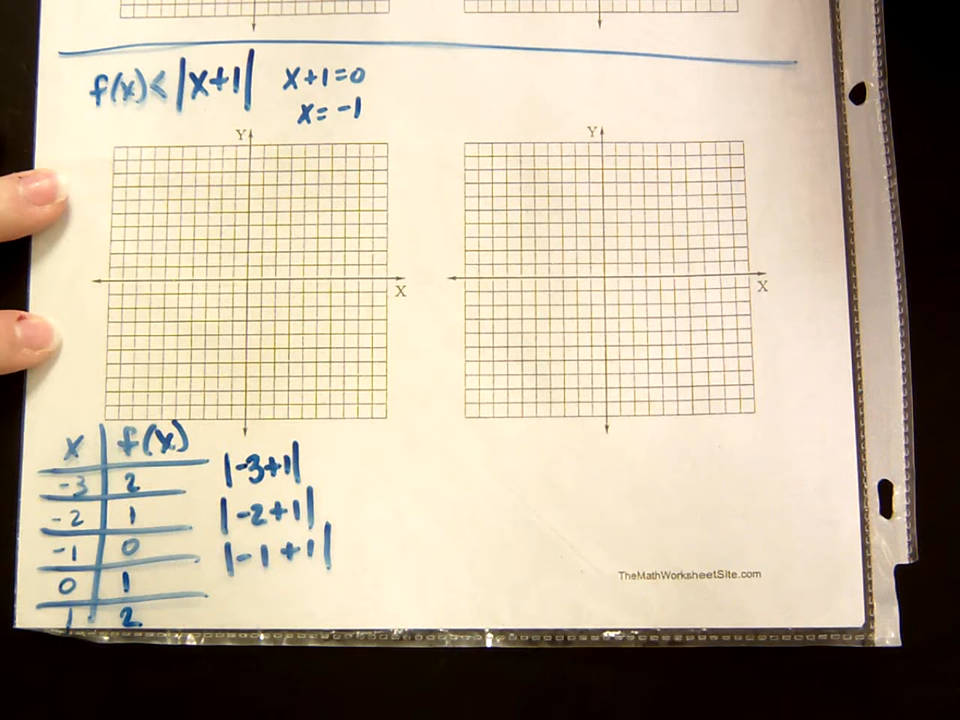 f(x) < |x+1| x+1=0
x = -1
Y Y
X X
x f(x)
-3 2 |-3+1|
-2 1 |-2+1|
-1 0 |-1+1|
0 1
1 2
TheMathWorksheetSite.com